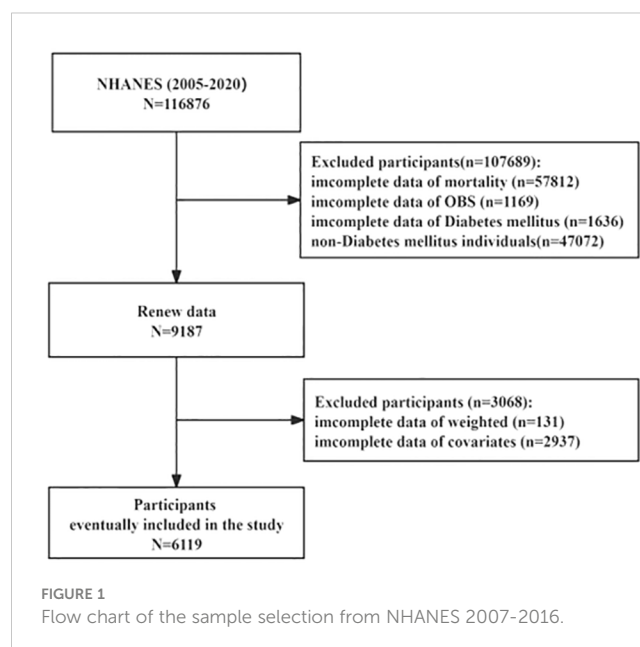 NHANES (2005-2020)
N=116876
Excluded participants(n=107689):
imcomplete data of mortality (n=57812)
imcomplete data of OBS (n=1169)
imcomplete data of Diabetes mellitus (n=1636)
non-Diabetes mellitus individuals(n=47072)
Renew data
N=9187
Excluded participants (n=3068):
imcomplete data of weighted (n=131)
imcomplete data of covariates (n=2937)
Participants
eventually included in the study
N=6119
FIGURE 1
Flow chart of the sample selection from NHANES 2007-2016.